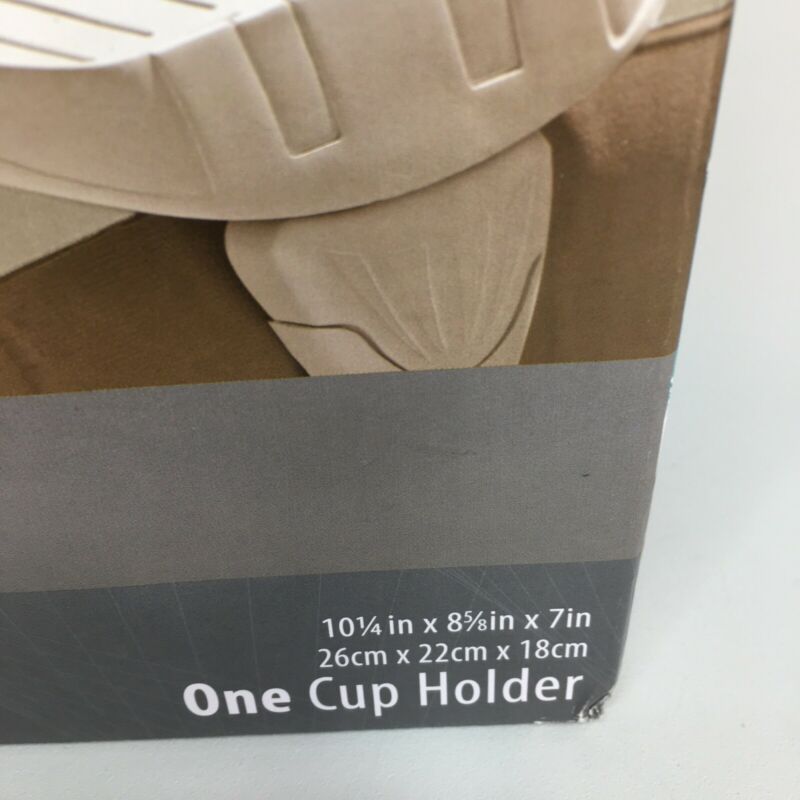 10¼ in x 8⅝in x 7in
26cm x 22cm x 18cm
One Cup Holder